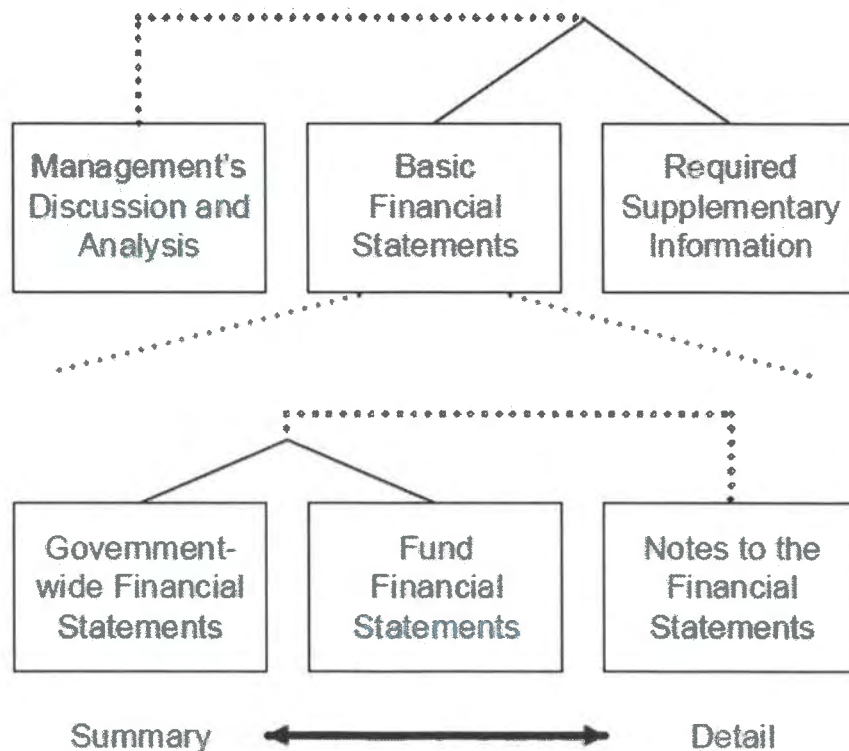 Management's
Discussion and
Analysis
Basic
Financial
Statements
Required
Supplementary
Information
Government-
wide Financial
Statements
Fund
Financial
Statements
Notes to the
Financial
Statements
Summary
Detail